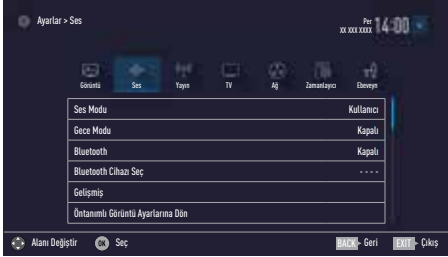 Ayarlar > Ses
Per
xx xxx xxxx 14:00
Görüntü Ses Yayın TV Ağ Zamanlayıcı Ebeveyn
Ses Modu Kullanıcı
Gece Modu Kapalı
Bluetooth Kapalı
Bluetooth Cihazı Seç ----
Gelişmiş
Öntanımlı Görüntü Ayarlarına Dön
Alanı Değiştir OK Seç BACK Geri EXIT Çıkış